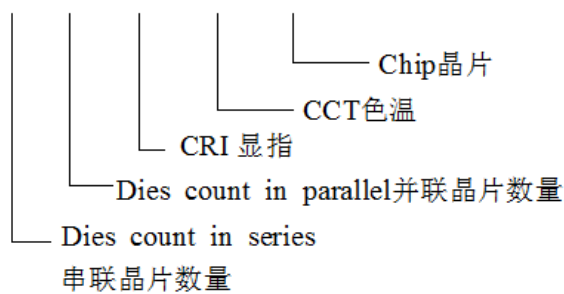 Chip晶片
CCT色温
CRI 显指
Dies count in parallel并联晶片数量
Dies count in series
串联晶片数量